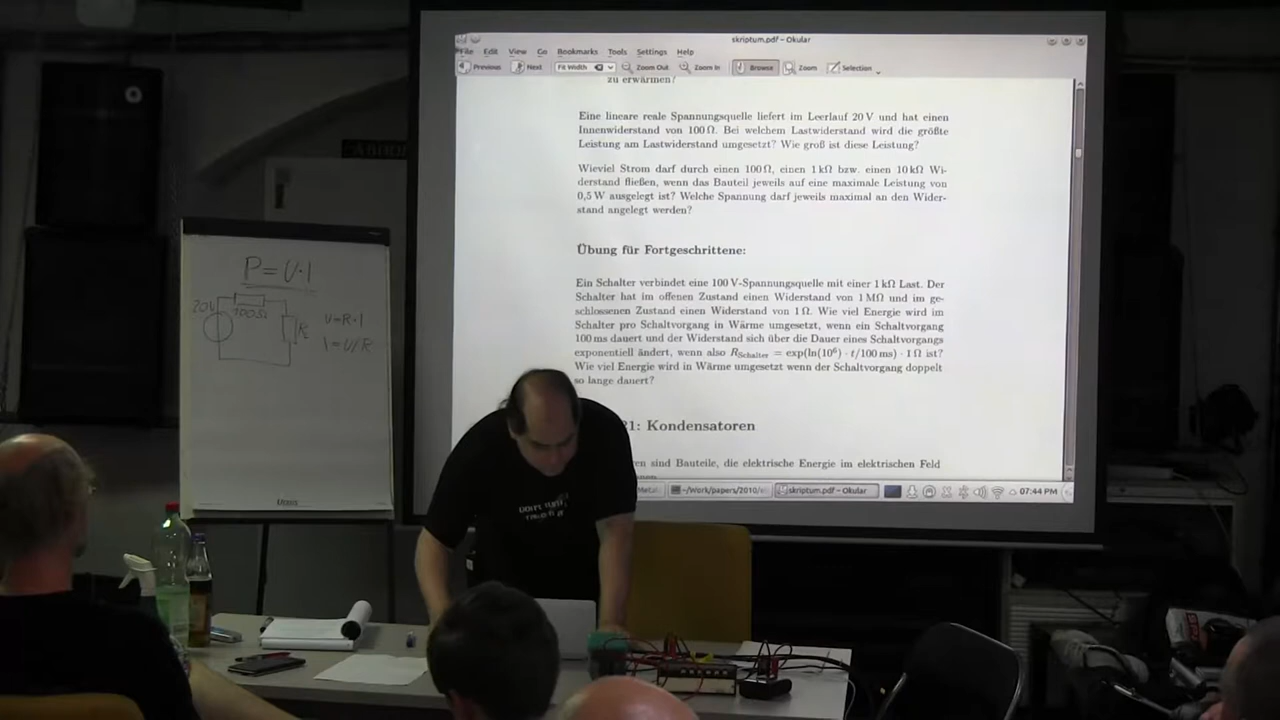 skriptum.pdf – Okular
File Edit View Go Bookmarks Tools Settings Help
Previous Next Fit Width Zoom Out Zoom In Browse Zoom Selection
zu erwärmen?
Eine lineare reale Spannungsquelle liefert im Leerlauf 20 V und hat einen
Innenwiderstand von 100 Ω. Bei welchem Lastwiderstand wird die größte
Leistung am Lastwiderstand umgesetzt? Wie groß ist diese Leistung?
Wieviel Strom darf durch einen 100 Ω, einen 1 kΩ bzw. einen 10 kΩ Wi-
derstand fließen, wenn das Bauteil jeweils auf eine maximale Leistung von
0,5 W ausgelegt ist? Welche Spannung darf jeweils maximal an den Wider-
stand angelegt werden?
Übung für Fortgeschrittene:
Ein Schalter verbindet eine 100 V-Spannungsquelle mit einer 1 kΩ Last. Der
Schalter hat im offenen Zustand einen Widerstand von 1 MΩ und im ge-
schlossenen Zustand einen Widerstand von 1 Ω. Wie viel Energie wird im
Schalter pro Schaltvorgang in Wärme umgesetzt, wenn ein Schaltvorgang
100 ms dauert und der Widerstand sich über die Dauer eines Schaltvorgangs
exponentiell ändert, wenn also R_Schalter = exp(ln(10⁶) · t/100 ms) · 1 Ω ist?
Wie viel Energie wird in Wärme umgesetzt wenn der Schaltvorgang doppelt
so lange dauert?
1: Kondensatoren
sind Bauteile, die elektrische Energie im elektrischen Feld
~/Work/papers/2010/ skriptum.pdf – Okular 07:44 PM
P=U·I
20V 100Ω
U=R·I
I=U/R